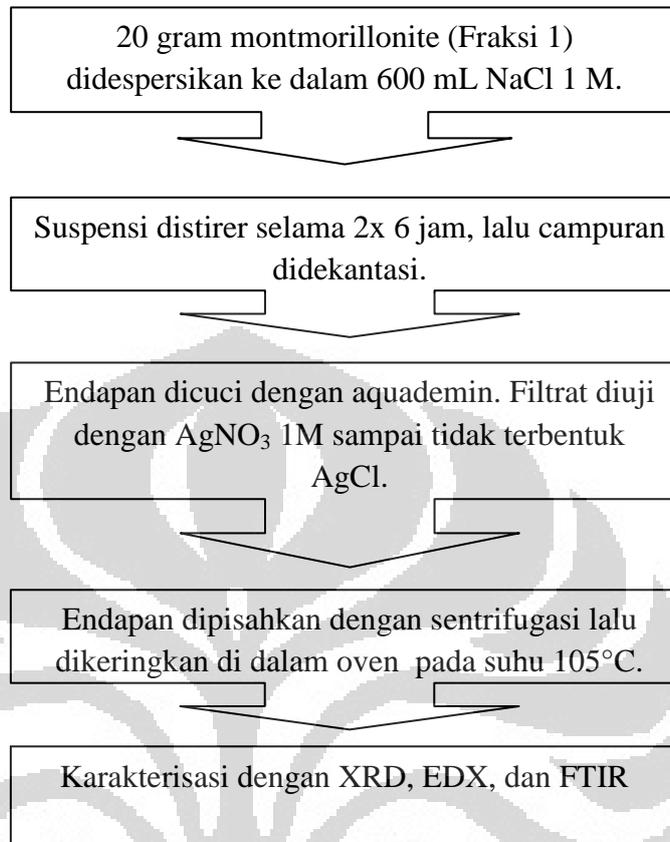 20 gram montmorillonite (Fraksi 1)
didespersikan ke dalam 600 mL NaCl 1 M.
Suspensi distirer selama 2x 6 jam, lalu campuran
didekantasi.
Endapan dicuci dengan aquademin. Filtrat diuji
dengan AgNO₃ 1M sampai tidak terbentuk
AgCl.
Endapan dipisahkan dengan sentrifugasi lalu
dikeringkan di dalam oven pada suhu 105°C.
Karakterisasi dengan XRD, EDX, dan FTIR